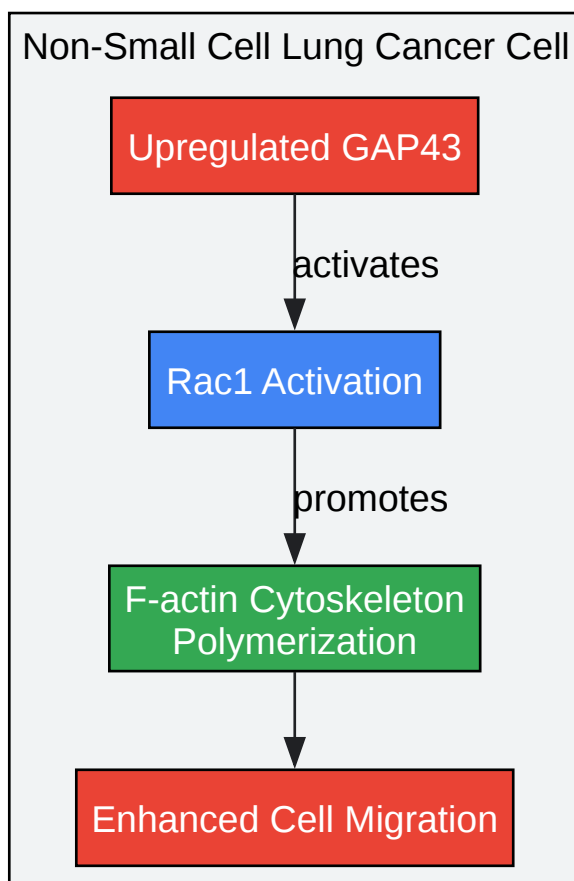 Non-Small Cell Lung Cancer Cell
Upregulated GAP43
activates
Rac1 Activation
promotes
F-actin Cytoskeleton
Polymerization
Enhanced Cell Migration